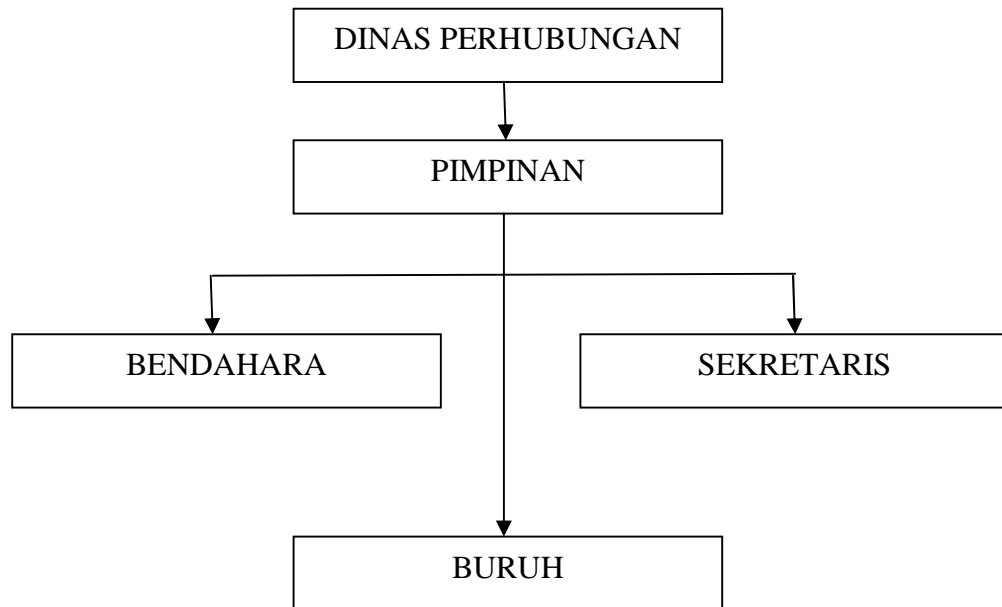 DINAS PERHUBUNGAN
PIMPINAN
BENDAHARA
SEKRETARIS
BURUH